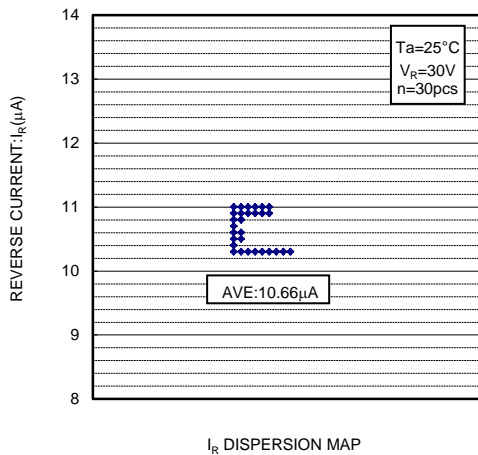 14
13
12
11
10
9
8
REVERSE CURRENT:I_R(μA)
Ta=25°C
V_R=30V
n=30pcs
AVE:10.66μA
I_R DISPERSION MAP